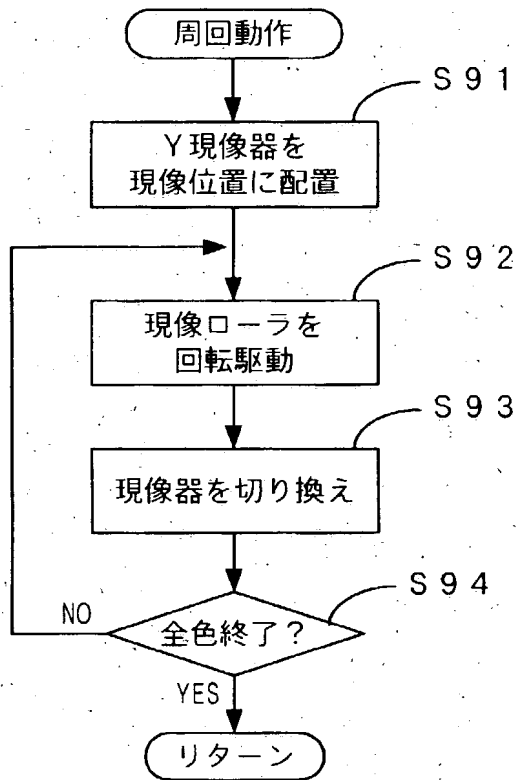 周回動作
S91
Y現像器を
現像位置に配置
S92
現像ローラを
回転駆動
S93
現像器を切り換え
S94
全色終了?
NO
YES
リターン